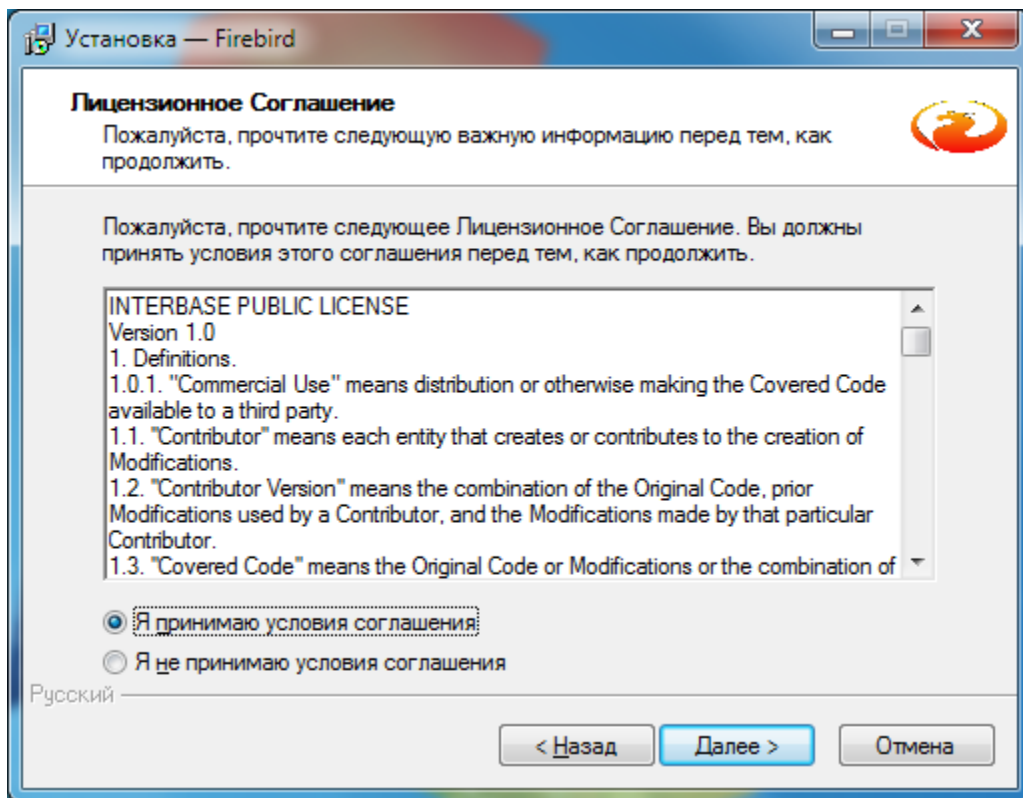 Установка — Firebird
Лицензионное Соглашение
Пожалуйста, прочтите следующую важную информацию перед тем, как
продолжить.
Пожалуйста, прочтите следующее Лицензионное Соглашение. Вы должны
принять условия этого соглашения перед тем, как продолжить.
INTERBASE PUBLIC LICENSE
Version 1.0
1. Definitions.
1.0.1. "Commercial Use" means distribution or otherwise making the Covered Code
available to a third party.
1.1. "Contributor" means each entity that creates or contributes to the creation of
Modifications.
1.2. "Contributor Version" means the combination of the Original Code, prior
Modifications used by a Contributor, and the Modifications made by that particular
Contributor.
1.3. "Covered Code" means the Original Code or Modifications or the combination of
Я принимаю условия соглашения
Я не принимаю условия соглашения
Русский
< Назад
Далее >
Отмена